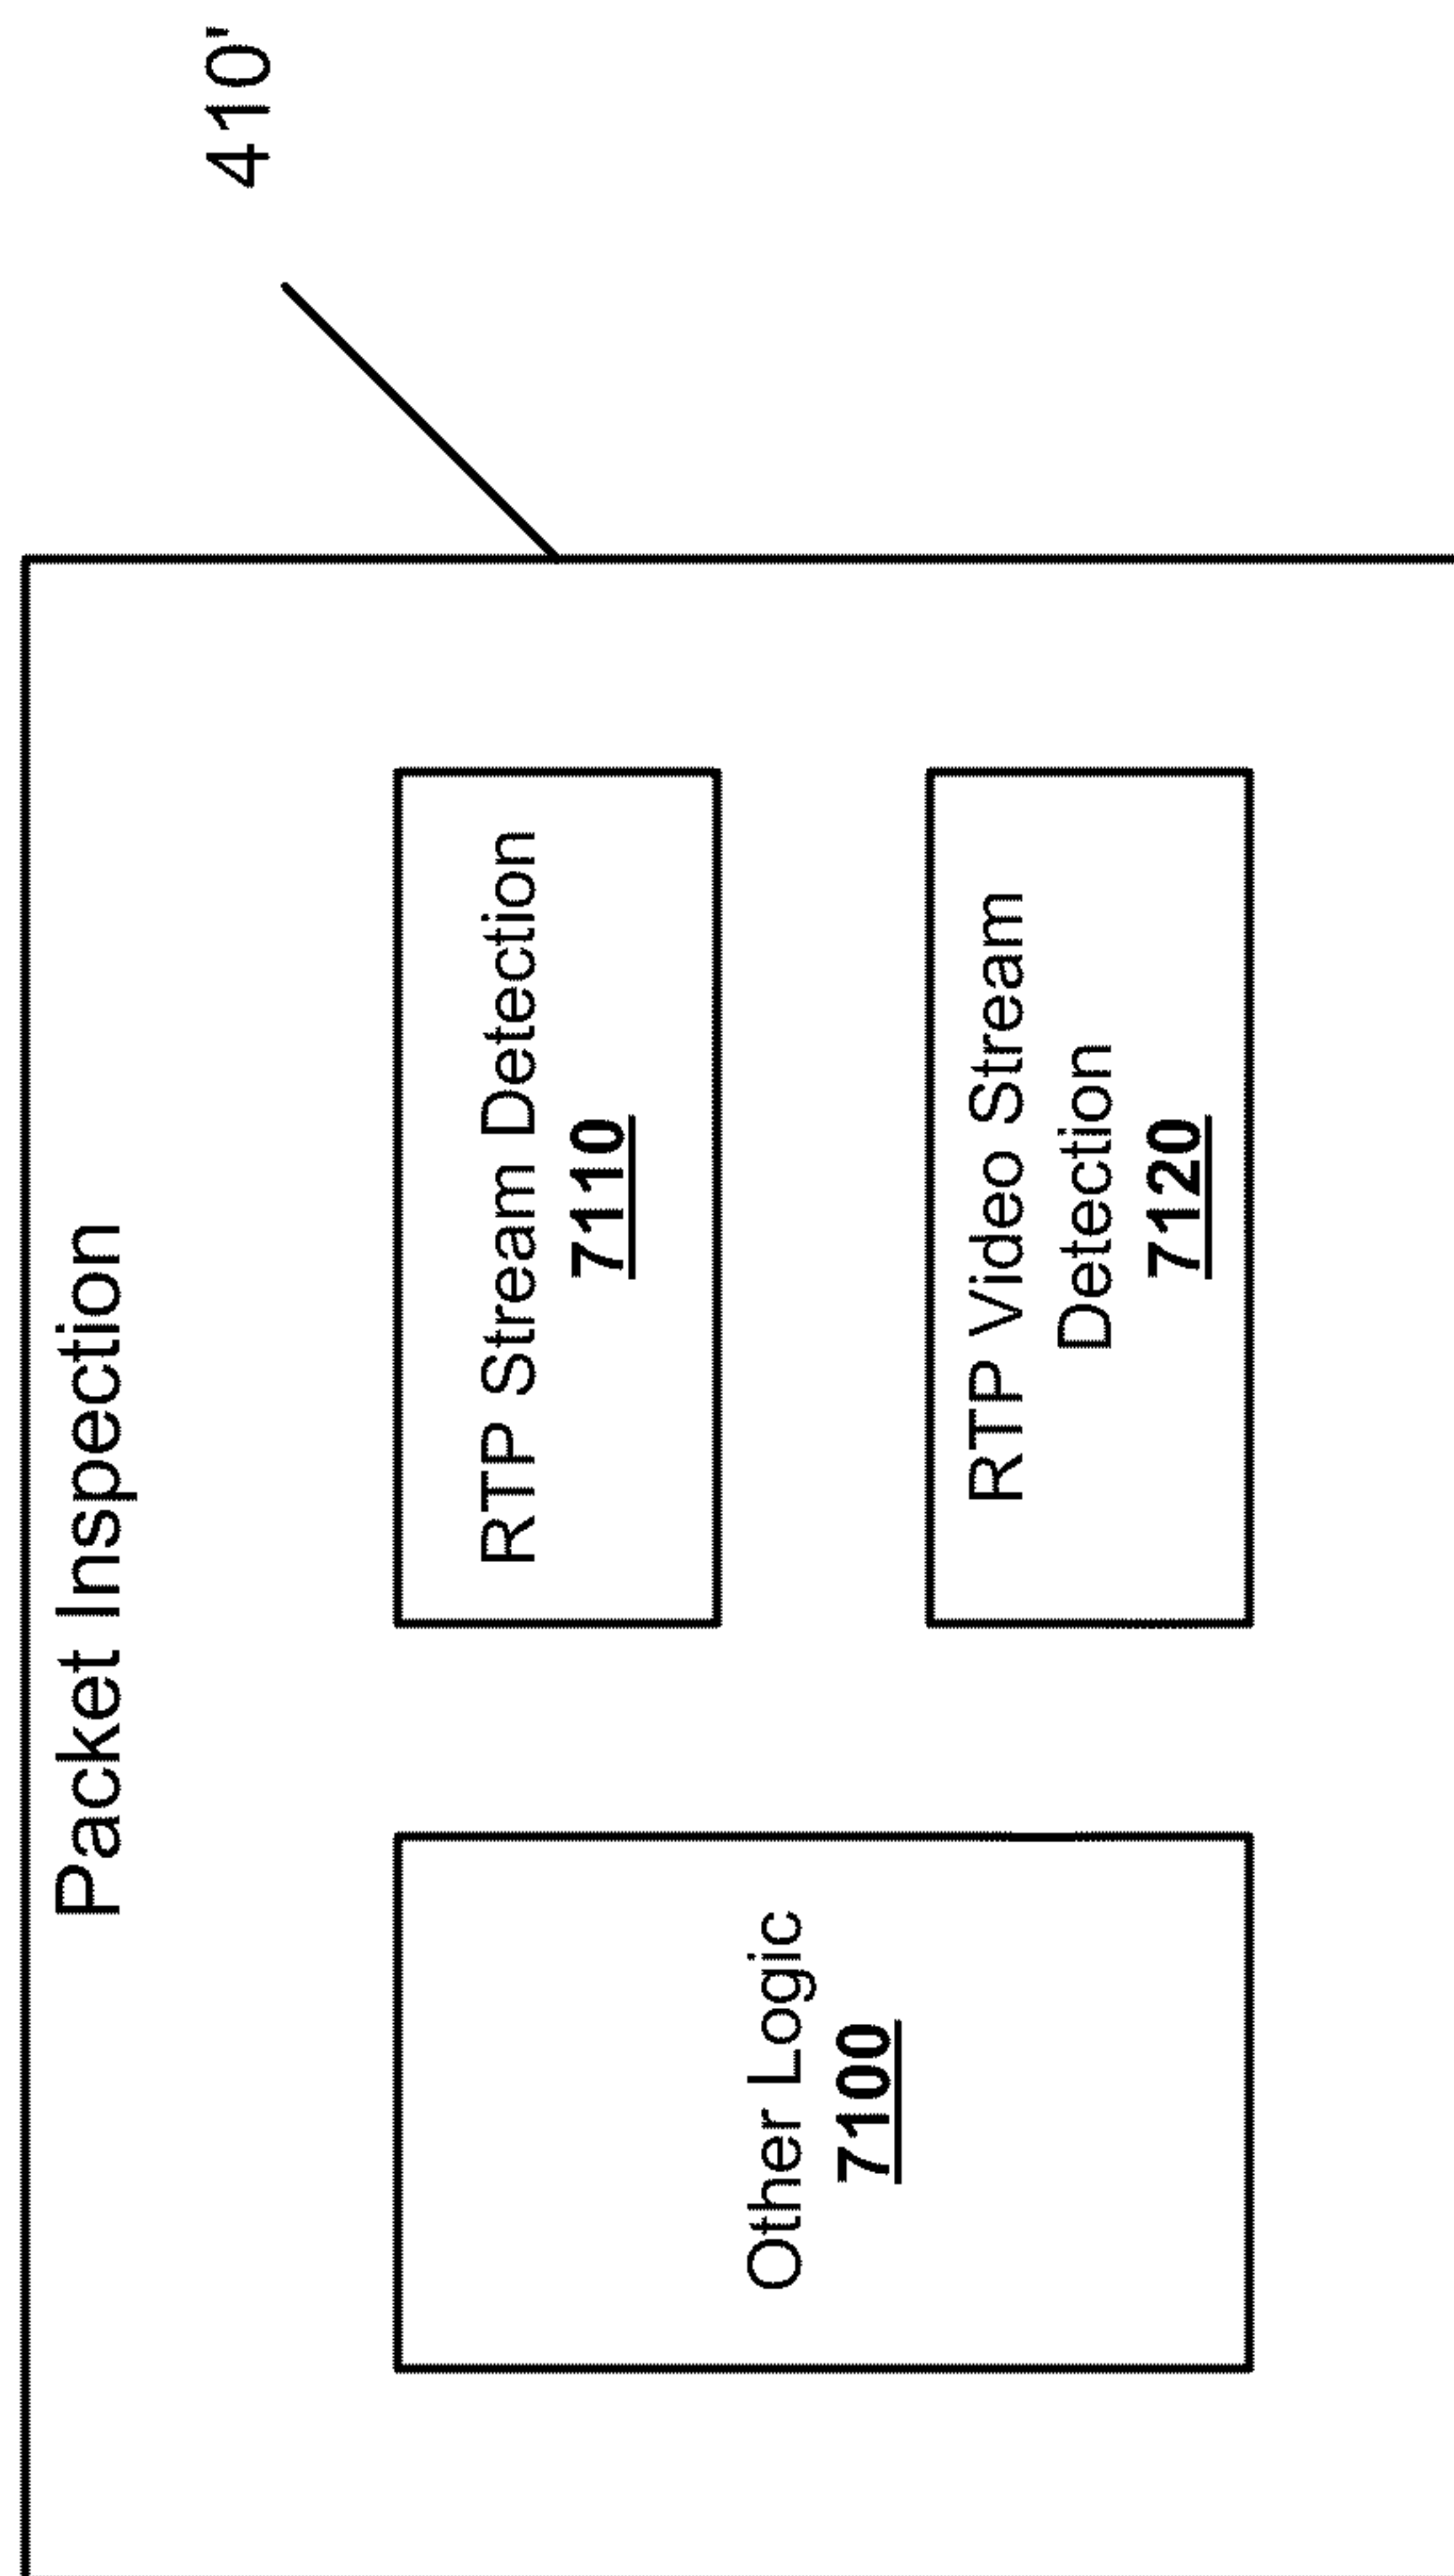 410'
Packet Inspection
Other Logic
7100
RTP Stream Detection
7110
RTP Video Stream
Detection
7120